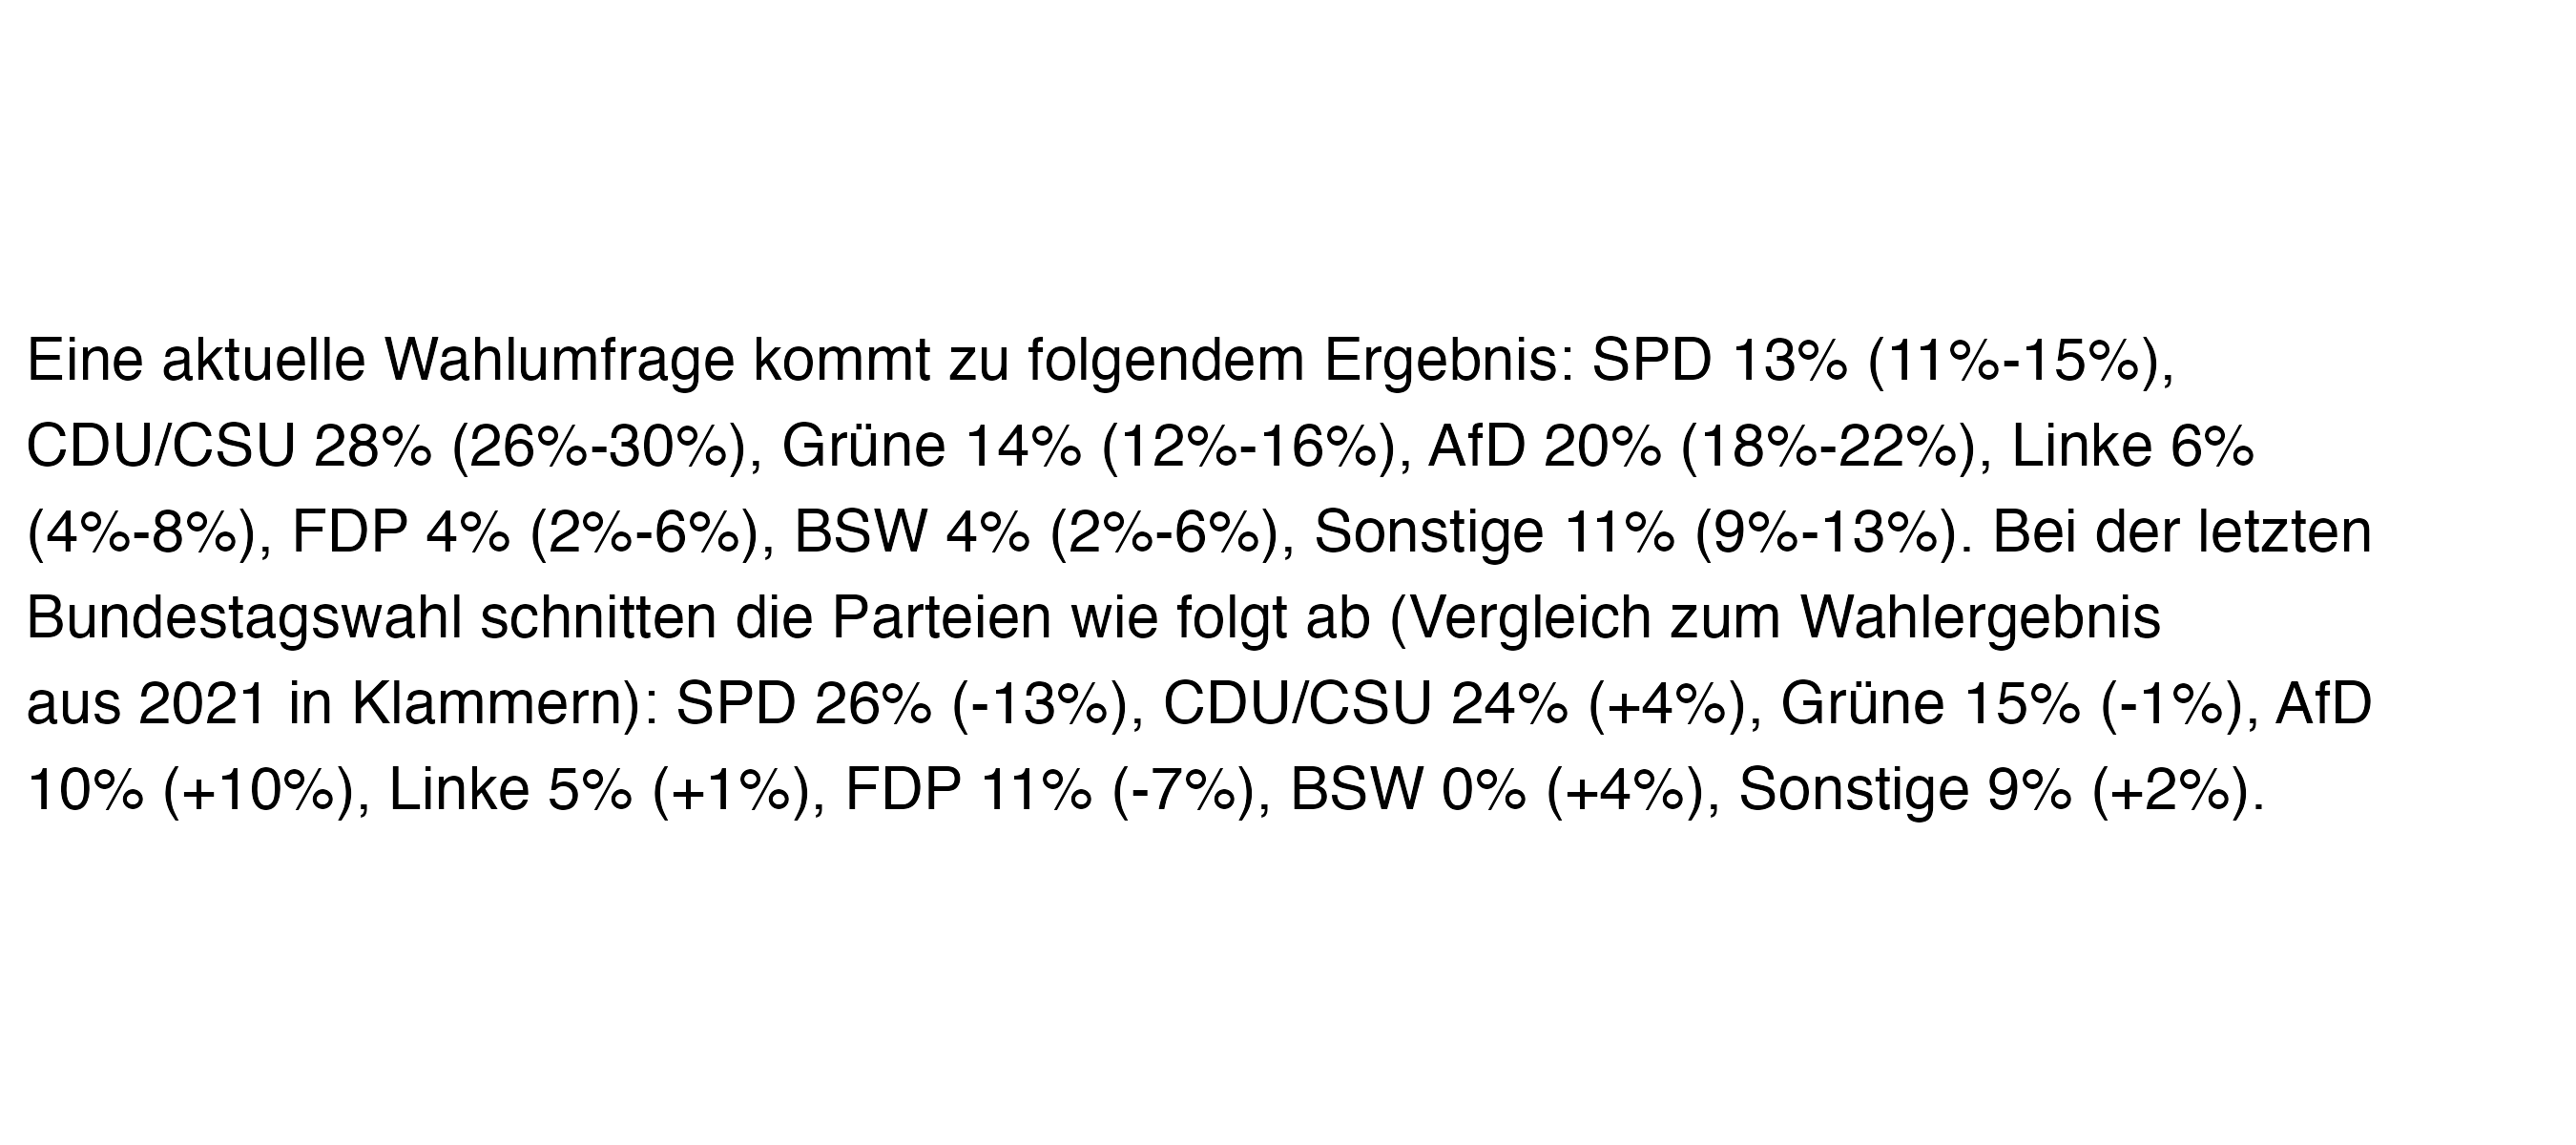 Eine aktuelle Wahlumfrage kommt zu folgendem Ergebnis: SPD 13% (11%-15%),
CDU/CSU 28% (26%-30%), Grüne 14% (12%-16%), AfD 20% (18%-22%), Linke 6%
(4%-8%), FDP 4% (2%-6%), BSW 4% (2%-6%), Sonstige 11% (9%-13%). Bei der letzten
Bundestagswahl schnitten die Parteien wie folgt ab (Vergleich zum Wahlergebnis
aus 2021 in Klammern): SPD 26% (-13%), CDU/CSU 24% (+4%), Grüne 15% (-1%), AfD
10% (+10%), Linke 5% (+1%), FDP 11% (-7%), BSW 0% (+4%), Sonstige 9% (+2%).